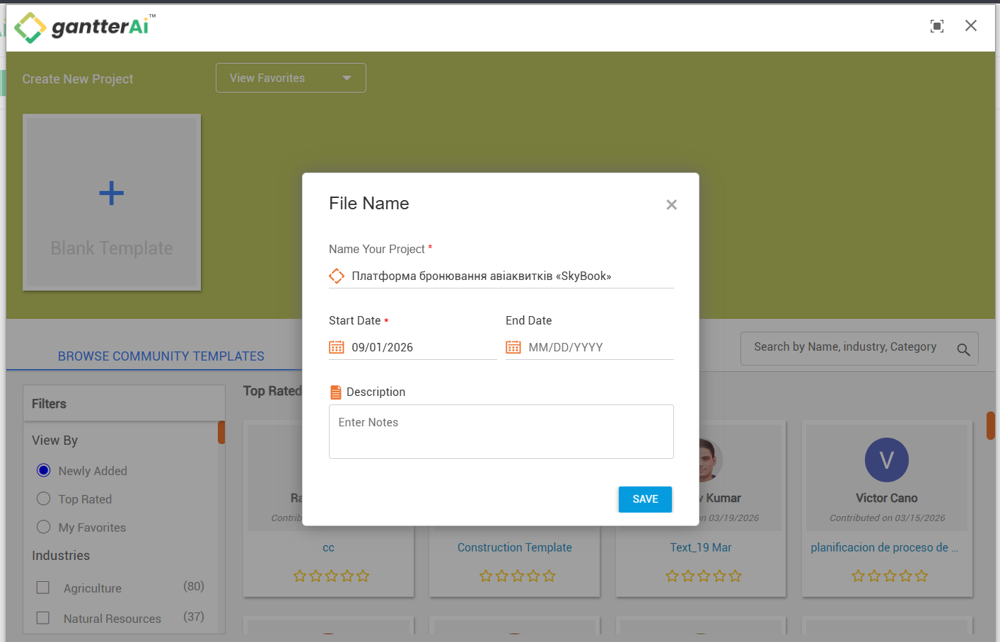 gantterAi™
Create New Project
View Favorites
Blank Template
File Name
Name Your Project *
Платформа бронювання авіаквитків «SkyBook»
Start Date *
End Date
09/01/2026
MM/DD/YYYY
Description
Enter Notes
SAVE
BROWSE COMMUNITY TEMPLATES
Search by Name, industry, Category
Filters
View By
Newly Added
Top Rated
My Favorites
Industries
Agriculture (80)
Natural Resources (37)
Top Rated
Kumar
Victor Cano
03/19/2026
Contributed on 03/15/2026
cc
Construction Template
Text_19 Mar
planificacion de proceso de ...
V